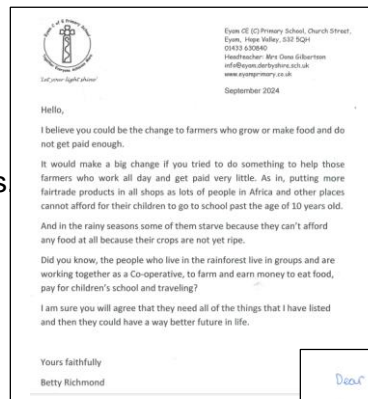 Eyam CE (C) Primary School, Church Street,
Eyam, Hope Valley, S32 5QH
01433 630840
Headteacher: Mrs Oona Gilbertson
info@eyam.derbyshire.sch.uk
www.eyamprimary.co.uk
'Let your light shine'
September 2024
Hello,
I believe you could be the change to farmers who grow or make food and do
not get paid enough.
It would make a big change if you tried to do something to help those
farmers who work all day and get paid very little. As in, putting more
fairtrade products in all shops as lots of people in Africa and other places
cannot afford for their children to go to school past the age of 10 years old.
s.
And in the rainy seasons some of them starve because they can't afford
any food at all because their crops are not yet ripe.
Did you know, the people who live in the rainforest live in groups and are
working together as a Co-operative, to farm and earn money to eat food,
pay for children's school and traveling?
I am sure you will agree that they need all of the things that I have listed
and then they could have a way better future in life.
Yours faithfully
Betty Richmond
Dear